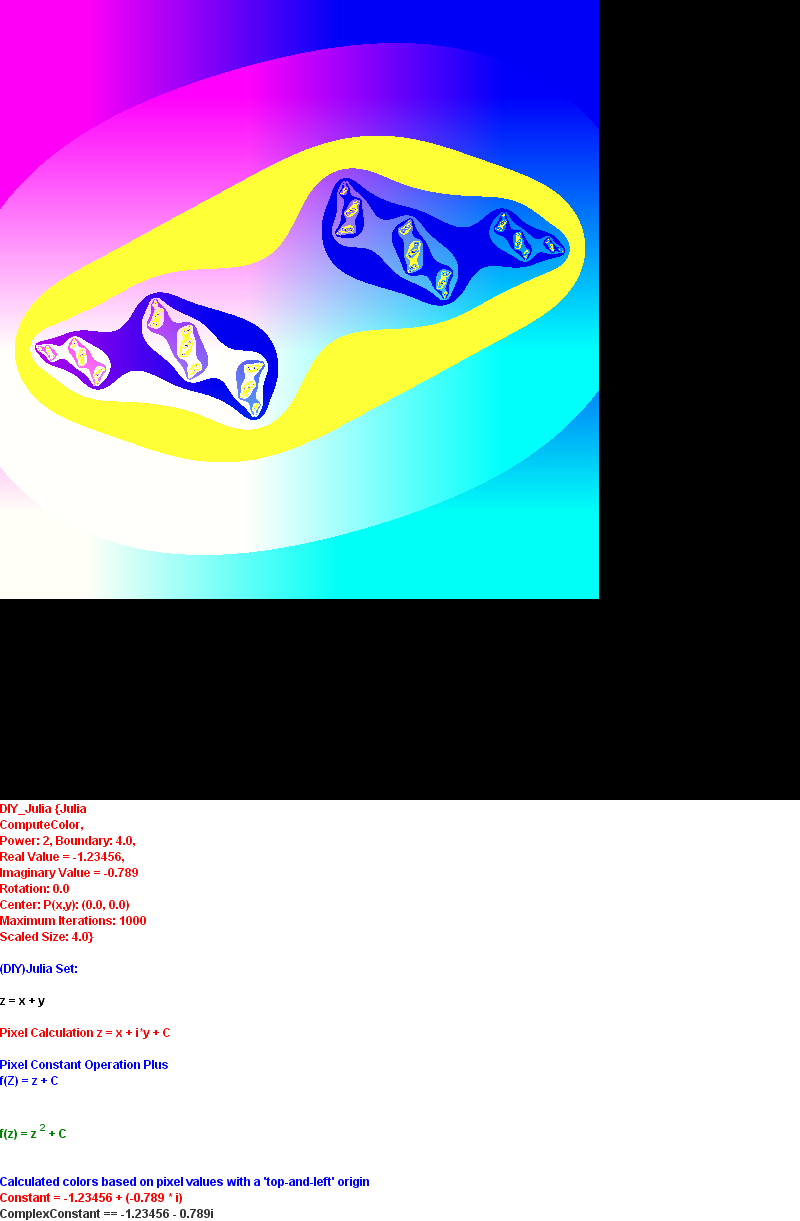 DIY_Julia {Julia
ComputeColor,
Power: 2, Boundary: 4.0,
Real Value = -1.23456,
Imaginary Value = -0.789
Rotation: 0.0
Center: P(x,y): (0.0, 0.0)
Maximum Iterations: 1000
Scaled Size: 4.0}
(DIY)Julia Set:
z = x + y
Pixel Calculation z = x + i*y + C
Pixel Constant Operation Plus
f(Z) = z + C
f(z) = z 2 + C
Calculated colors based on pixel values with a 'top-and-left' origin
Constant = -1.23456 + (-0.789 * i)
ComplexConstant == -1.23456 - 0.789i